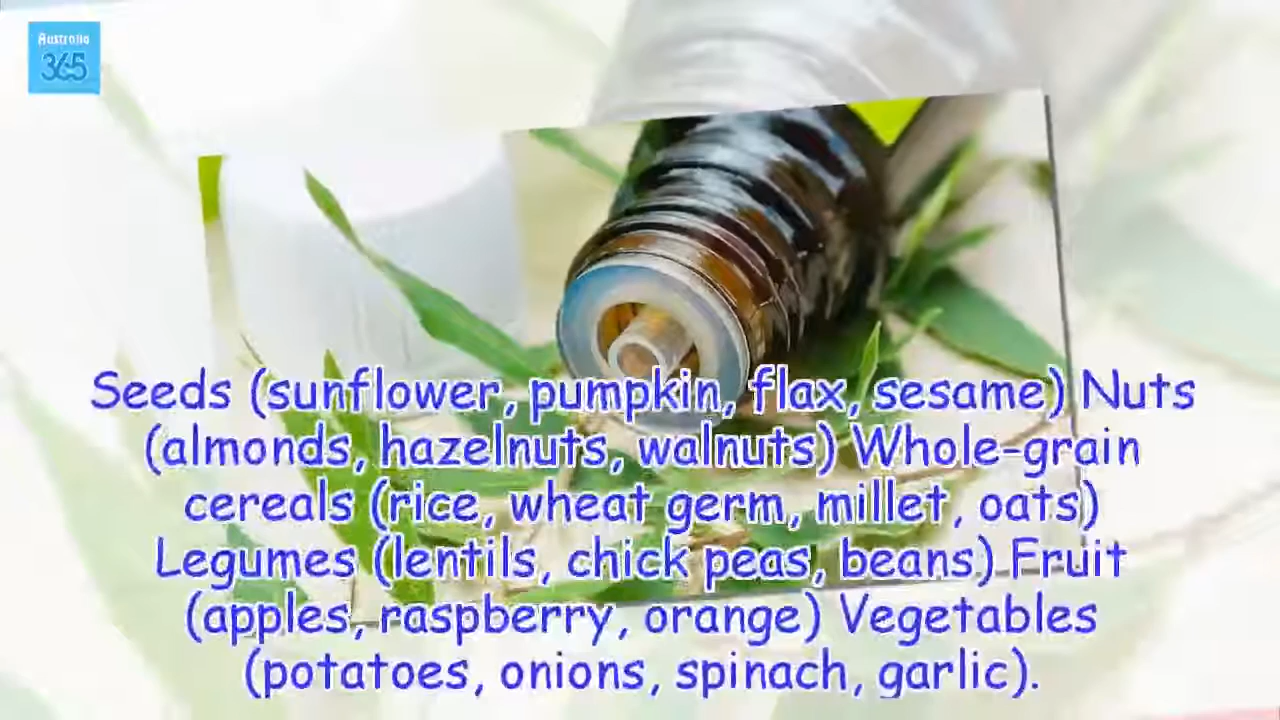 Australia
365
Seeds (sunflower, pumpkin, flax, sesame) Nuts
(almonds, hazelnuts, walnuts) Whole-grain
cereals (rice, wheat germ, millet, oats)
Legumes (lentils, chick peas, beans) Fruit
(apples, raspberry, orange) Vegetables
(potatoes, onions, spinach, garlic).